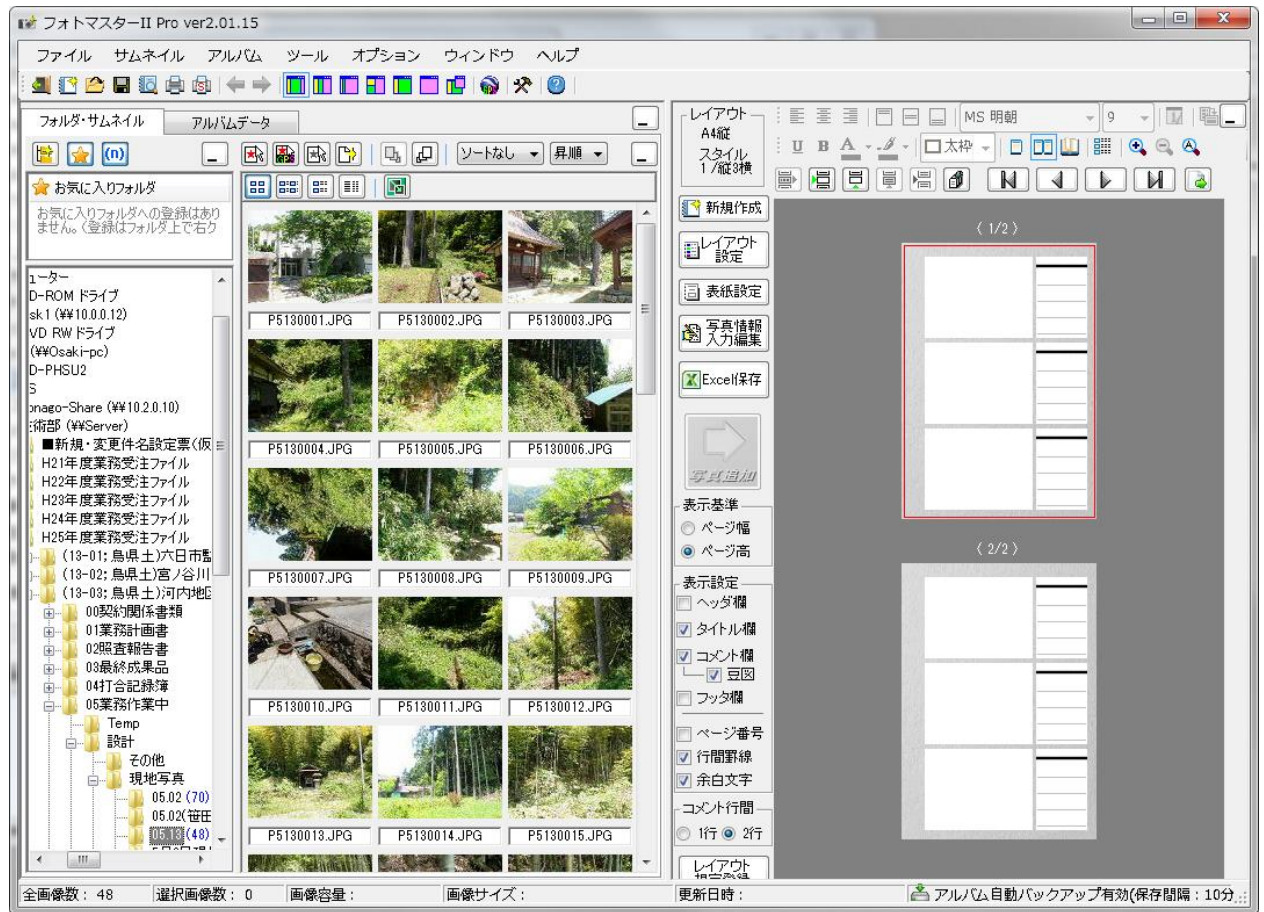 フォトマスターII Pro ver2.01.15
ファイル サムネイル アルバム ツール オプション ウィンドウ ヘルプ
フォルダ・サムネイル アルバムデータ
(n)
ソートなし 昇順
お気に入りフォルダ
お気に入りフォルダへの登録はあり
ません。(登録はフォルダ上で右ク
ューター
D-ROM ドライブ
sk1 (¥¥10.0.0.12)
VD RW ドライブ
(¥¥Osaki-pc)
D-PHSU2
S
onago-Share (¥¥10.2.0.10)
術部 (¥¥Server)
■新規・変更件名設定票(仮
H21年度業務受注ファイル
H22年度業務受注ファイル
H23年度業務受注ファイル
H24年度業務受注ファイル
H25年度業務受注ファイル
(13-01;鳥県土)六日市監
(13-02;鳥県土)宮ノ谷川
(13-03;鳥県土)河内地区
00契約関係書類
01業務計画書
02照査報告書
03最終成果品
04打合記録簿
05業務作業中
Temp
設計
その他
現地写真
05.02 (70)
05.02(笹田
05.13 (48)
P5130001.JPG P5130002.JPG P5130003.JPG
P5130004.JPG P5130005.JPG P5130006.JPG
P5130007.JPG P5130008.JPG P5130009.JPG
P5130010.JPG P5130011.JPG P5130012.JPG
P5130013.JPG P5130014.JPG P5130015.JPG
レイアウト
A4縦
スタイル
1/縦3横
新規作成
レイアウト
設定
表紙設定
写真情報
入力編集
Excel保存
写真追加
表示基準
ページ幅
ページ高
表示設定
ヘッダ欄
タイトル欄
コメント欄
豆図
フッタ欄
ページ番号
行間罫線
余白文字
コメント行間
1行 2行
レイアウト
MS 明朝 9
U B A 太枠
(1/2)
(2/2)
全画像数: 48 選択画像数: 0 画像容量: 画像サイズ: 更新日時: アルバム自動バックアップ有効(保存間隔:10分